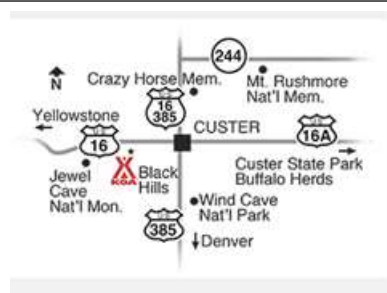 244
N
Crazy Horse Mem.
Mt. Rushmore
Nat'l Mem.
U.S.
16
385
Yellowstone
CUSTER
U.S.
16
U.S.
16A
Jewel
Cave
Nat'l Mon.
KOA
Black
Hills
Custer State Park
Buffalo Herds
Wind Cave
Nat'l Park
U.S.
385
Denver